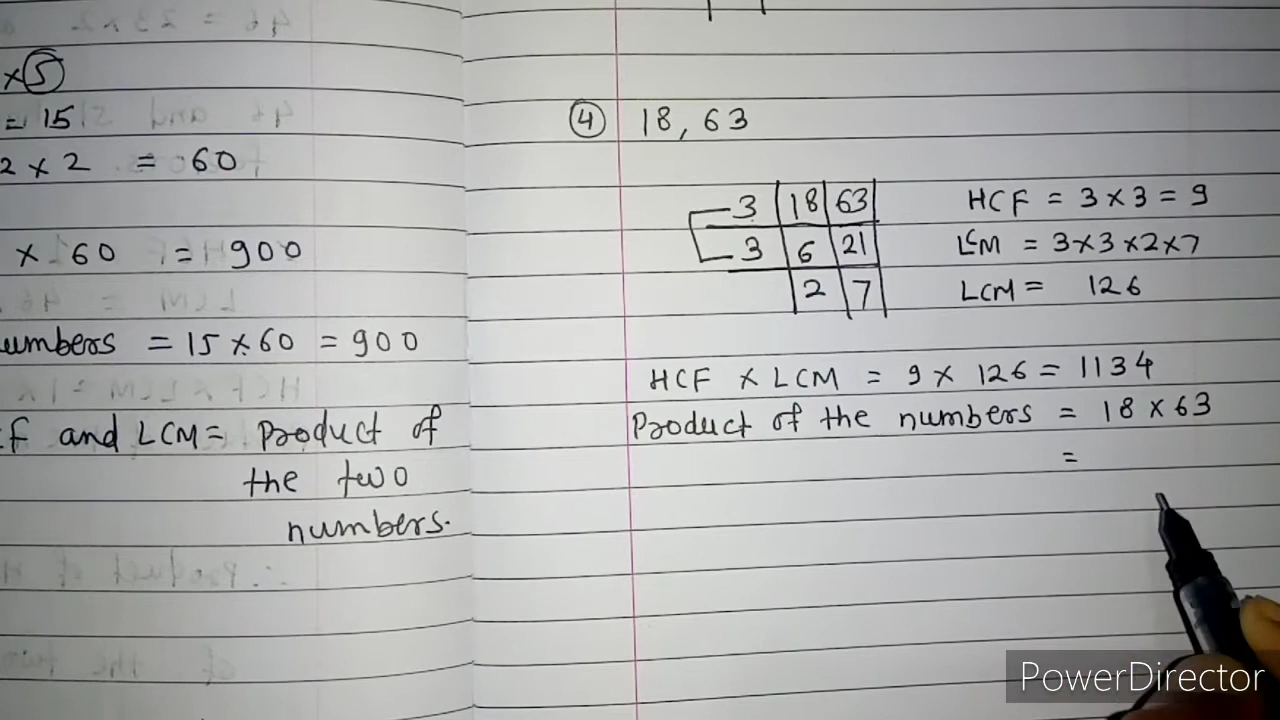 ×5
= 15
2 × 2 = 60
× 60 = 900
umbers = 15 × 60 = 900
F and LCM = product of
the two
numbers.
4 18, 63
3 18 63
3 6 21
2 7
HCF = 3 × 3 = 9
LCM = 3×3×2×7
LCM = 126
HCF × LCM = 9 × 126 = 1134
Product of the numbers = 18 × 63
=
PowerDirector